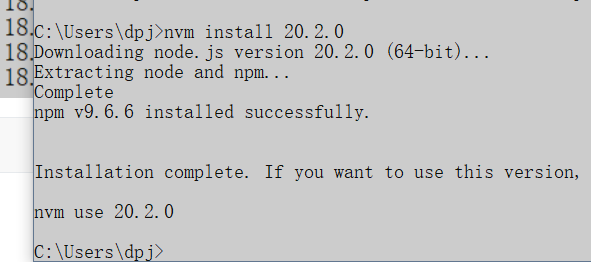 18.
C:\Users\dpj>nvm install 20.2.0
18.
Downloading node.js version 20.2.0 (64-bit)...
18.
Extracting node and npm...
18.
Complete
npm v9.6.6 installed successfully.
Installation complete. If you want to use this version,
nvm use 20.2.0
C:\Users\dpj>